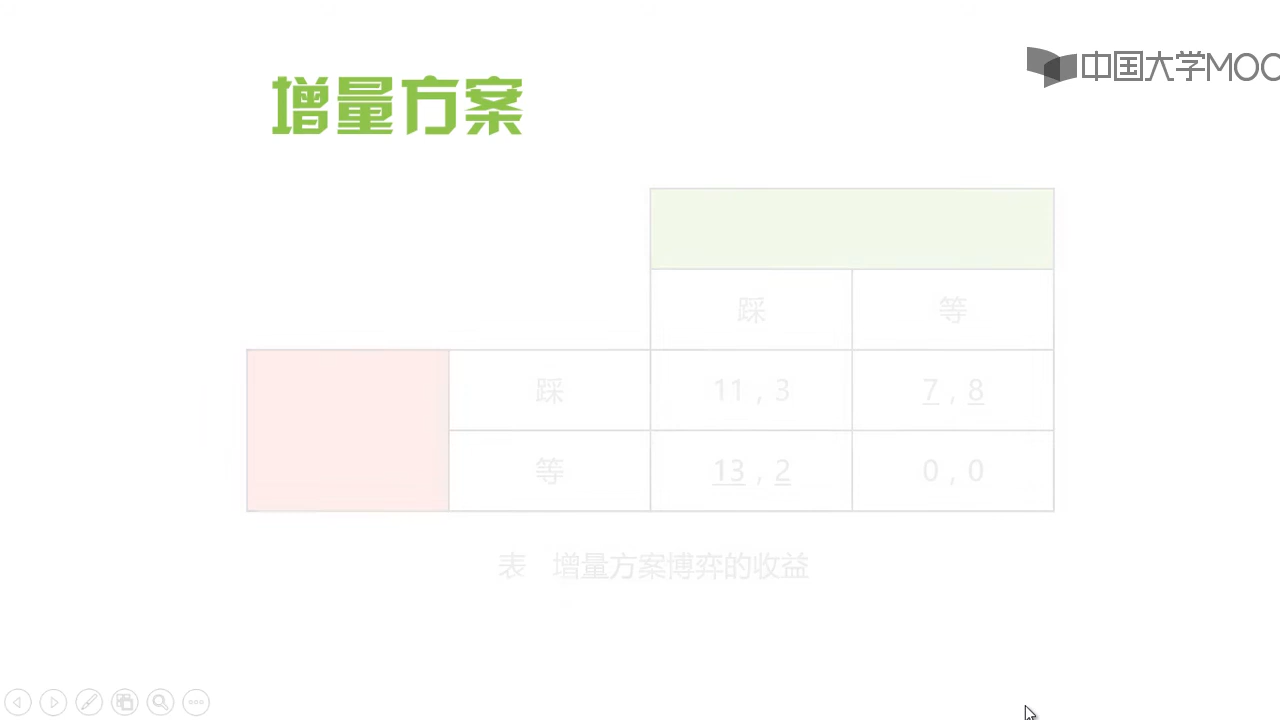 中国大学MOO
增量方案
踩 等
踩 11 , 3 7 , 8
等 13 , 2 0 , 0
表 增量方案博弈的收益